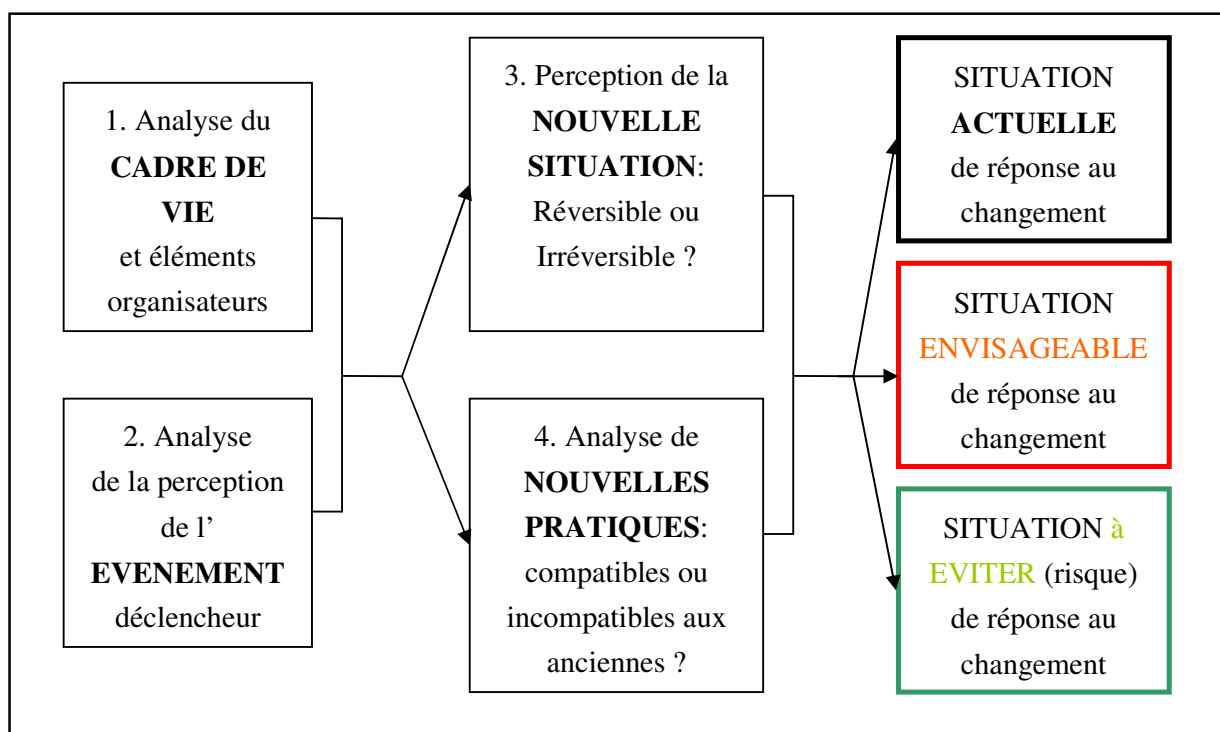 1. Analyse du
CADRE DE
VIE
et éléments
organisateurs
2. Analyse
de la perception
de l’
EVENEMENT
déclencheur
3. Perception de la
NOUVELLE
SITUATION:
Réversible ou
Irréversible ?
4. Analyse de
NOUVELLES
PRATIQUES:
compatibles ou
incompatibles aux
anciennes ?
SITUATION
ACTUELLE
de réponse au
changement
SITUATION
ENVISAGEABLE
de réponse au
changement
SITUATION à
EVITER (risque)
de réponse au
changement